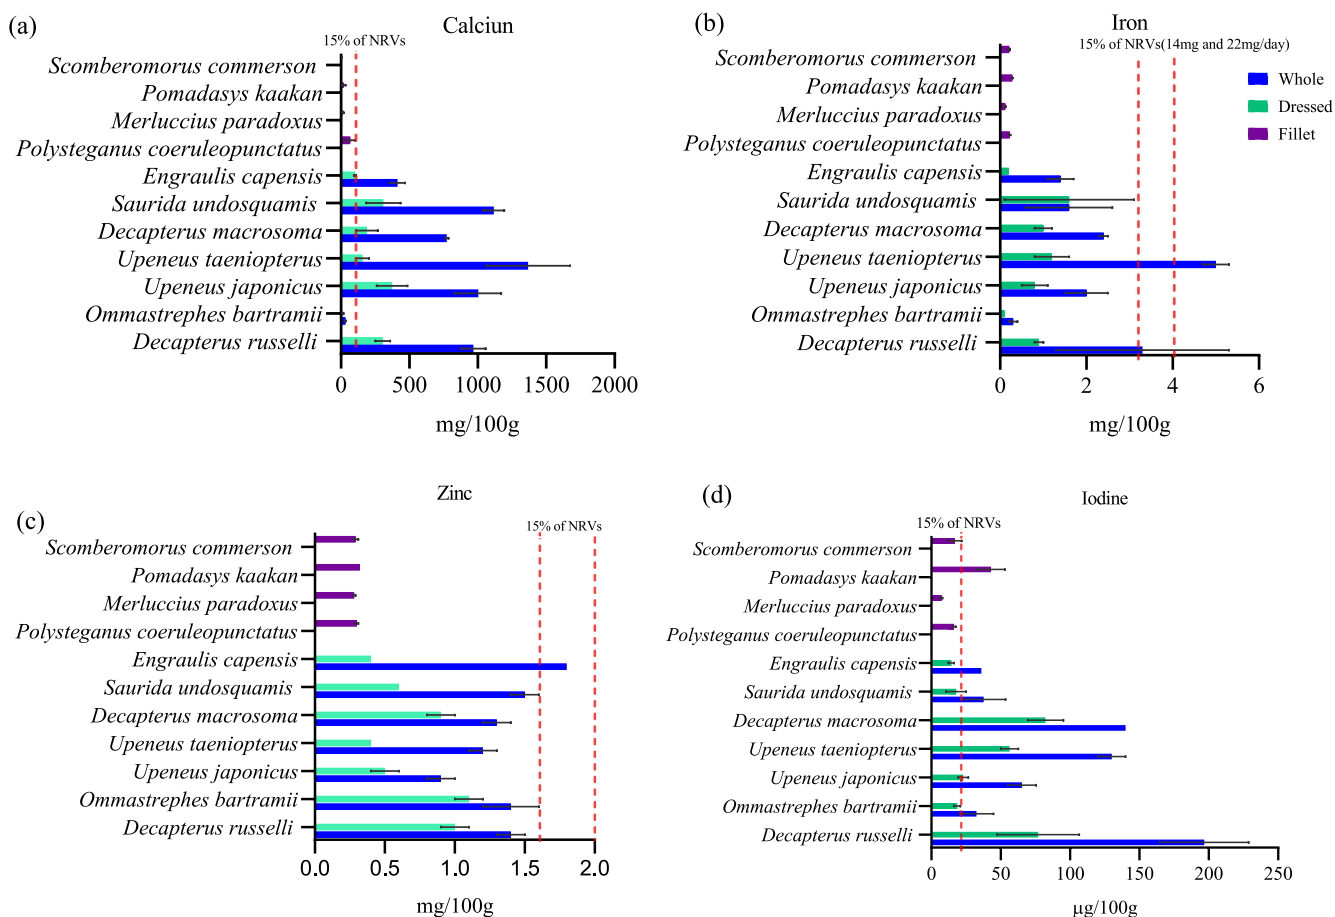 (a)
Calciun
15% of NRVs
Scomberomorus commerson
Pomadasys kaakan
Merluccius paradoxus
Polysteganus coeruleopunctatus
Engraulis capensis
Saurida undosquamis
Decapterus macrosoma
Upeneus taeniopterus
Upeneus japonicus
Ommastrephes bartramii
Decapterus russelli
0 500 1000 1500 2000
mg/100g
(b)
Iron
15% of NRVs(14mg and 22mg/day)
Scomberomorus commerson
Pomadasys kaakan
Merluccius paradoxus
Polysteganus coeruleopunctatus
Engraulis capensis
Saurida undosquamis
Decapterus macrosoma
Upeneus taeniopterus
Upeneus japonicus
Ommastrephes bartramii
Decapterus russelli
0 2 4 6
mg/100g
Whole
Dressed
Fillet
(c)
Zinc
15% of NRVs
Scomberomorus commerson
Pomadasys kaakan
Merluccius paradoxus
Polysteganus coeruleopunctatus
Engraulis capensis
Saurida undosquamis
Decapterus macrosoma
Upeneus taeniopterus
Upeneus japonicus
Ommastrephes bartramii
Decapterus russelli
0.0 0.5 1.0 1.5 2.0
mg/100g
(d)
Iodine
15% of NRVs
Scomberomorus commerson
Pomadasys kaakan
Merluccius paradoxus
Polysteganus coeruleopunctatus
Engraulis capensis
Saurida undosquamis
Decapterus macrosoma
Upeneus taeniopterus
Upeneus japonicus
Ommastrephes bartramii
Decapterus russelli
0 50 100 150 200 250
µg/100g